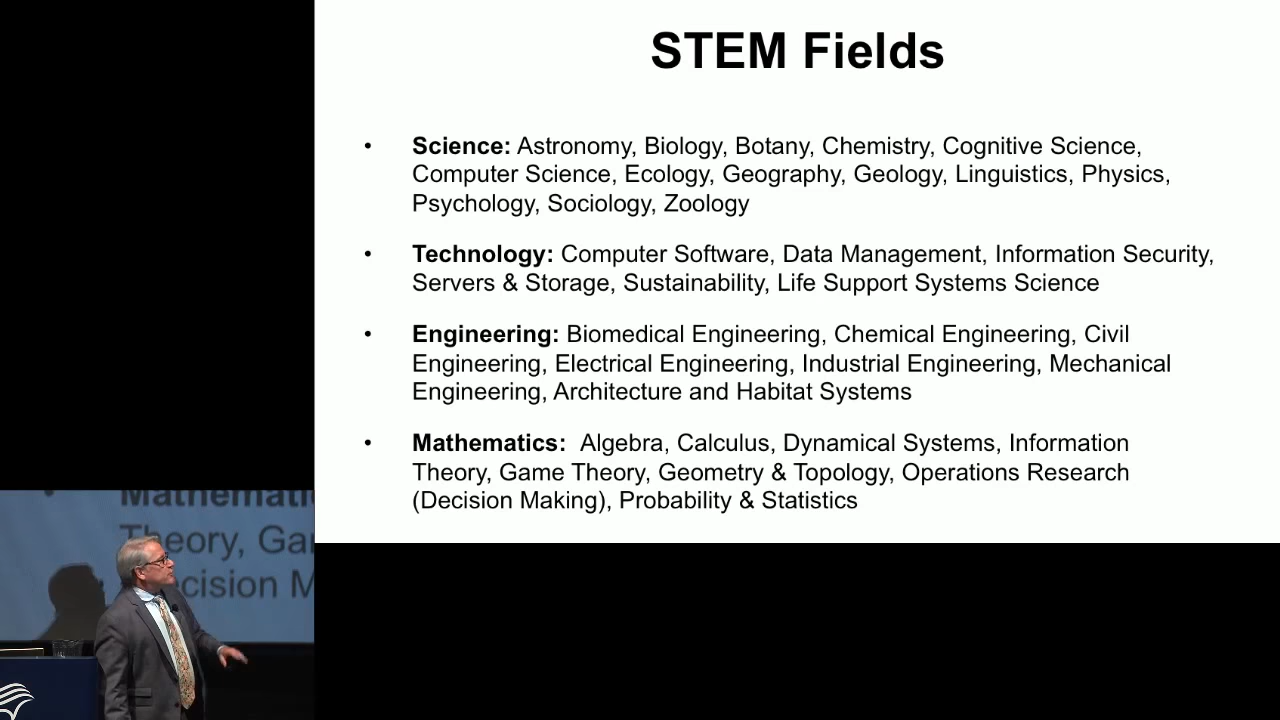 STEM Fields
• Science: Astronomy, Biology, Botany, Chemistry, Cognitive Science,
Computer Science, Ecology, Geography, Geology, Linguistics, Physics,
Psychology, Sociology, Zoology
• Technology: Computer Software, Data Management, Information Security,
Servers & Storage, Sustainability, Life Support Systems Science
• Engineering: Biomedical Engineering, Chemical Engineering, Civil
Engineering, Electrical Engineering, Industrial Engineering, Mechanical
Engineering, Architecture and Habitat Systems
• Mathematics: Algebra, Calculus, Dynamical Systems, Information
Theory, Game Theory, Geometry & Topology, Operations Research
(Decision Making), Probability & Statistics
Theory,